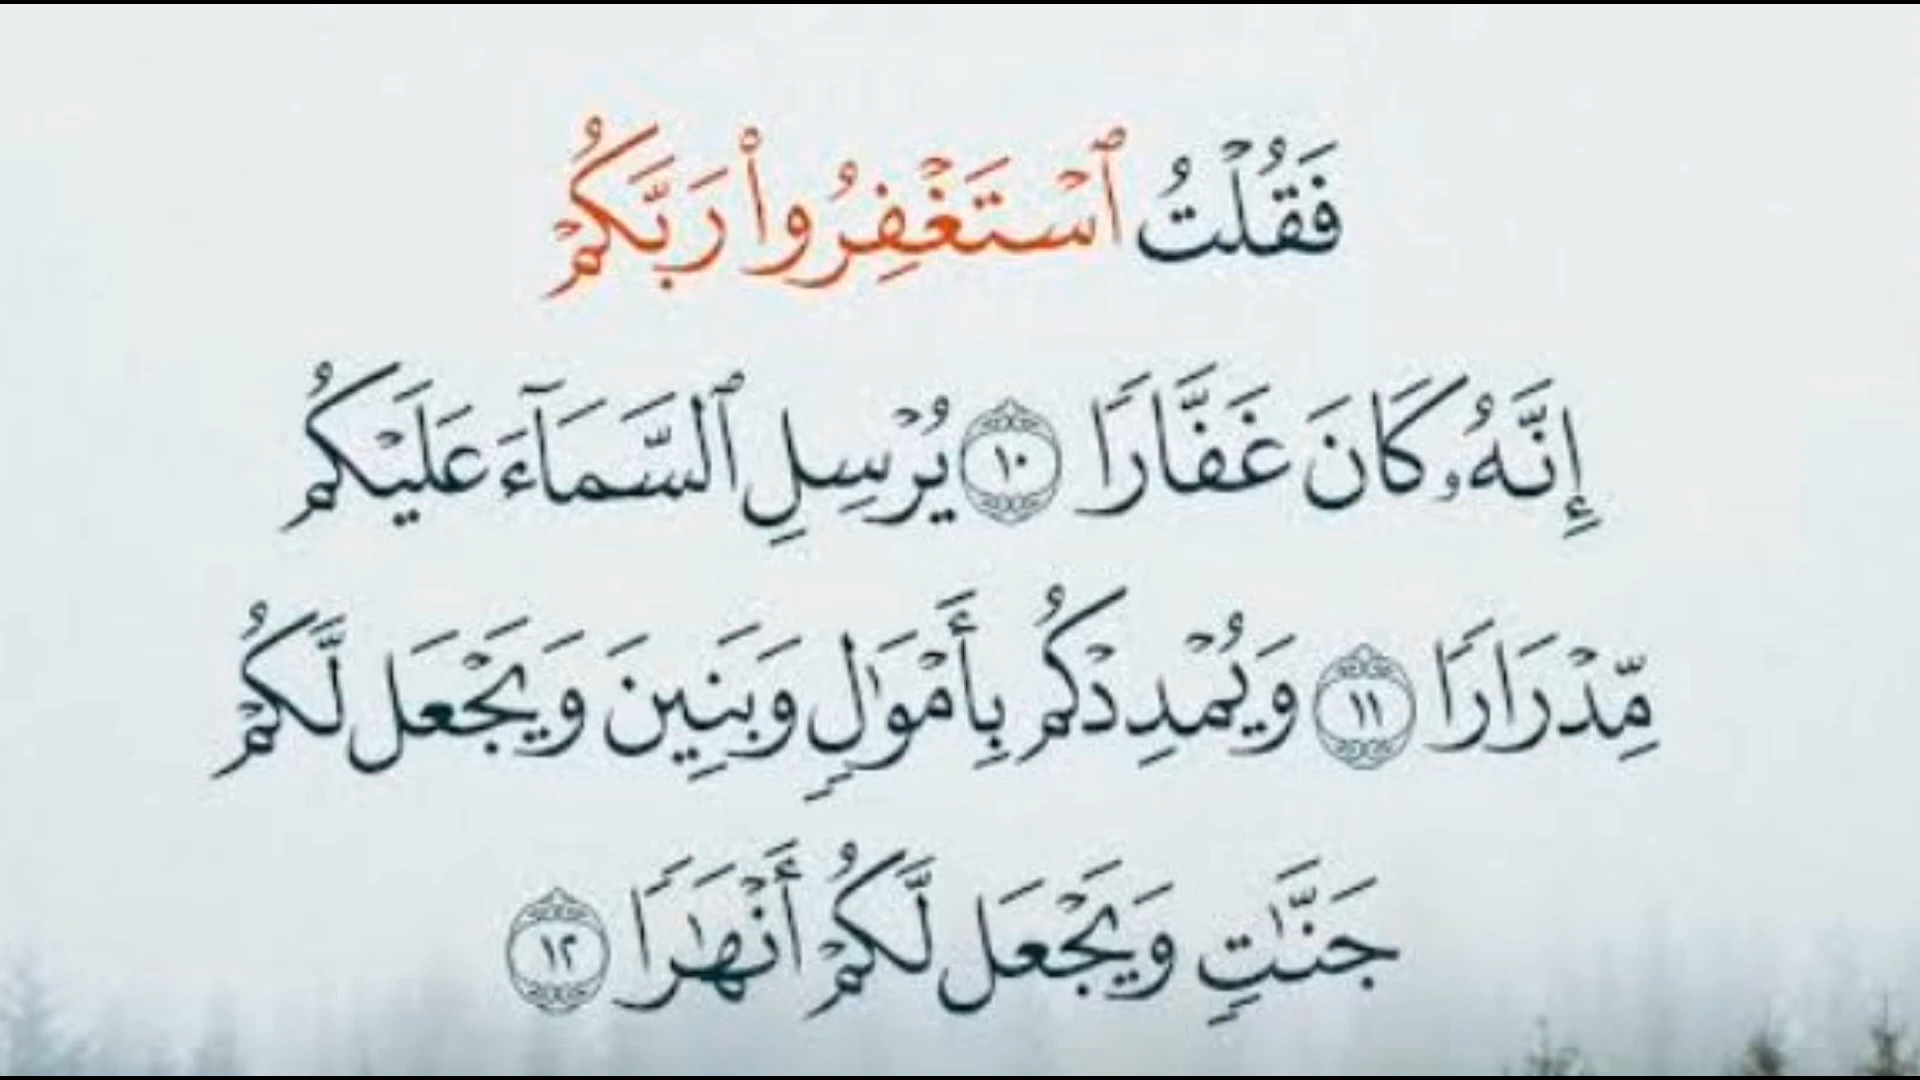 فَقُلْتُ ٱسْتَغْفِرُوا۟ رَبَّكُمْ
إِنَّهُۥ كَانَ غَفَّارًا ١٠ يُرْسِلِ ٱلسَّمَآءَ عَلَيْكُم
مِّدْرَارًا ١١ وَيُمْدِدْكُم بِأَمْوَٰلٍ وَبَنِينَ وَيَجْعَل لَّكُمْ
جَنَّٰتٍ وَيَجْعَل لَّكُمْ أَنْهَٰرًا ١٢